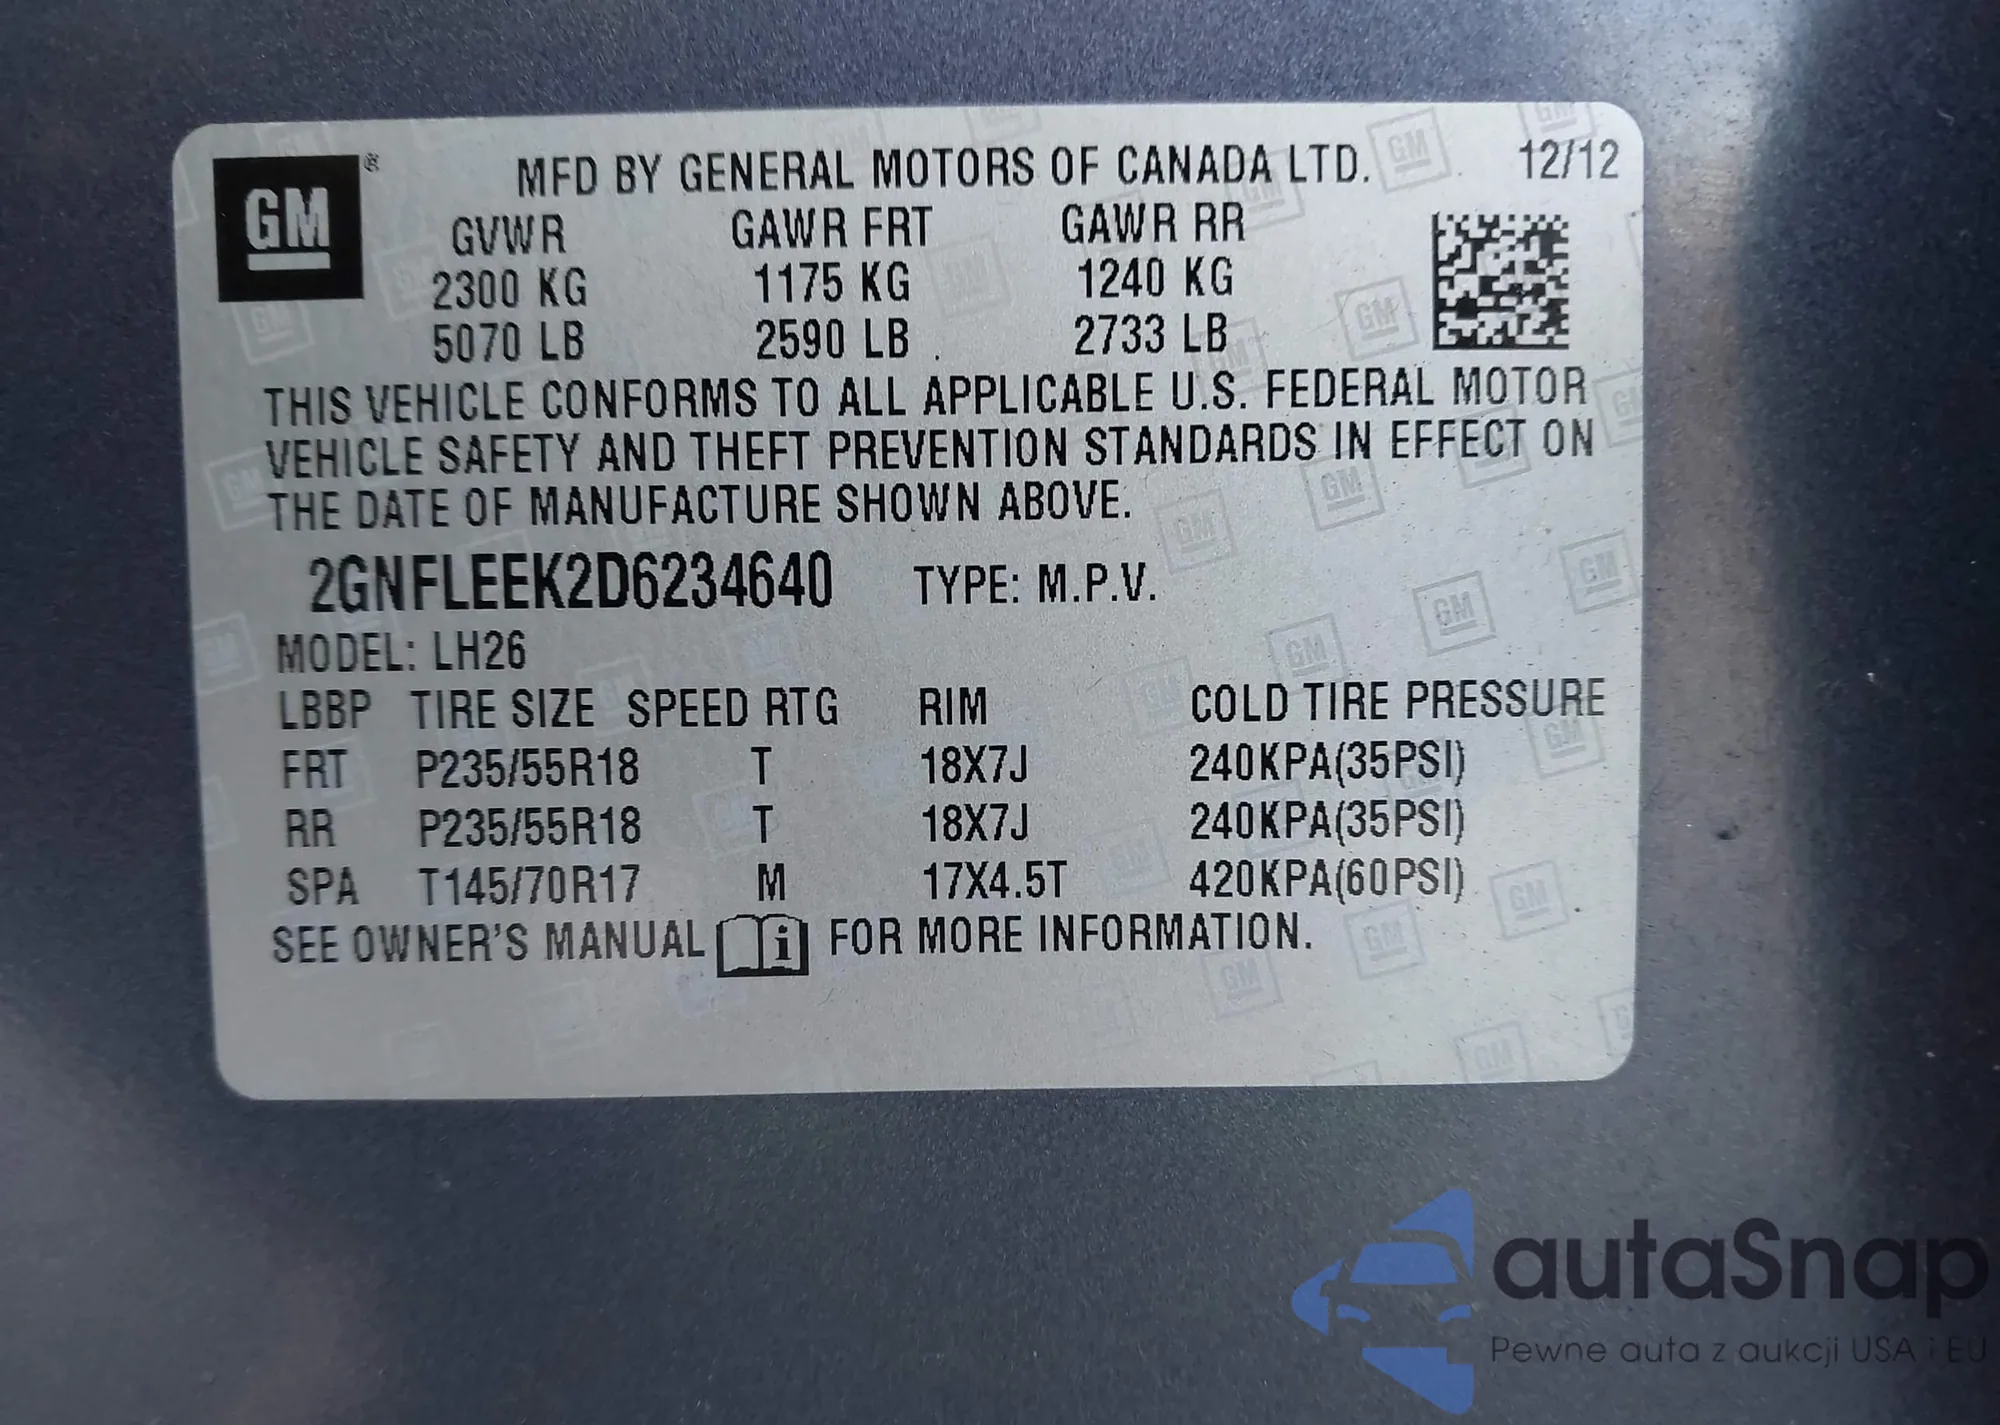 GM ®
MFD BY GENERAL MOTORS OF CANADA LTD. 12/12
GVWR GAWR FRT GAWR RR
2300 KG 1175 KG 1240 KG
5070 LB 2590 LB 2733 LB
THIS VEHICLE CONFORMS TO ALL APPLICABLE U.S. FEDERAL MOTOR
VEHICLE SAFETY AND THEFT PREVENTION STANDARDS IN EFFECT ON
THE DATE OF MANUFACTURE SHOWN ABOVE.
2GNFLEEK2D6234640 TYPE: M.P.V.
MODEL: LH26
LBBP TIRE SIZE SPEED RTG RIM COLD TIRE PRESSURE
FRT P235/55R18 T 18X7J 240KPA(35PSI)
RR P235/55R18 T 18X7J 240KPA(35PSI)
SPA T145/70R17 M 17X4.5T 420KPA(60PSI)
SEE OWNER'S MANUAL i FOR MORE INFORMATION.
autaSnap
Pewne auta z aukcji USA i EU